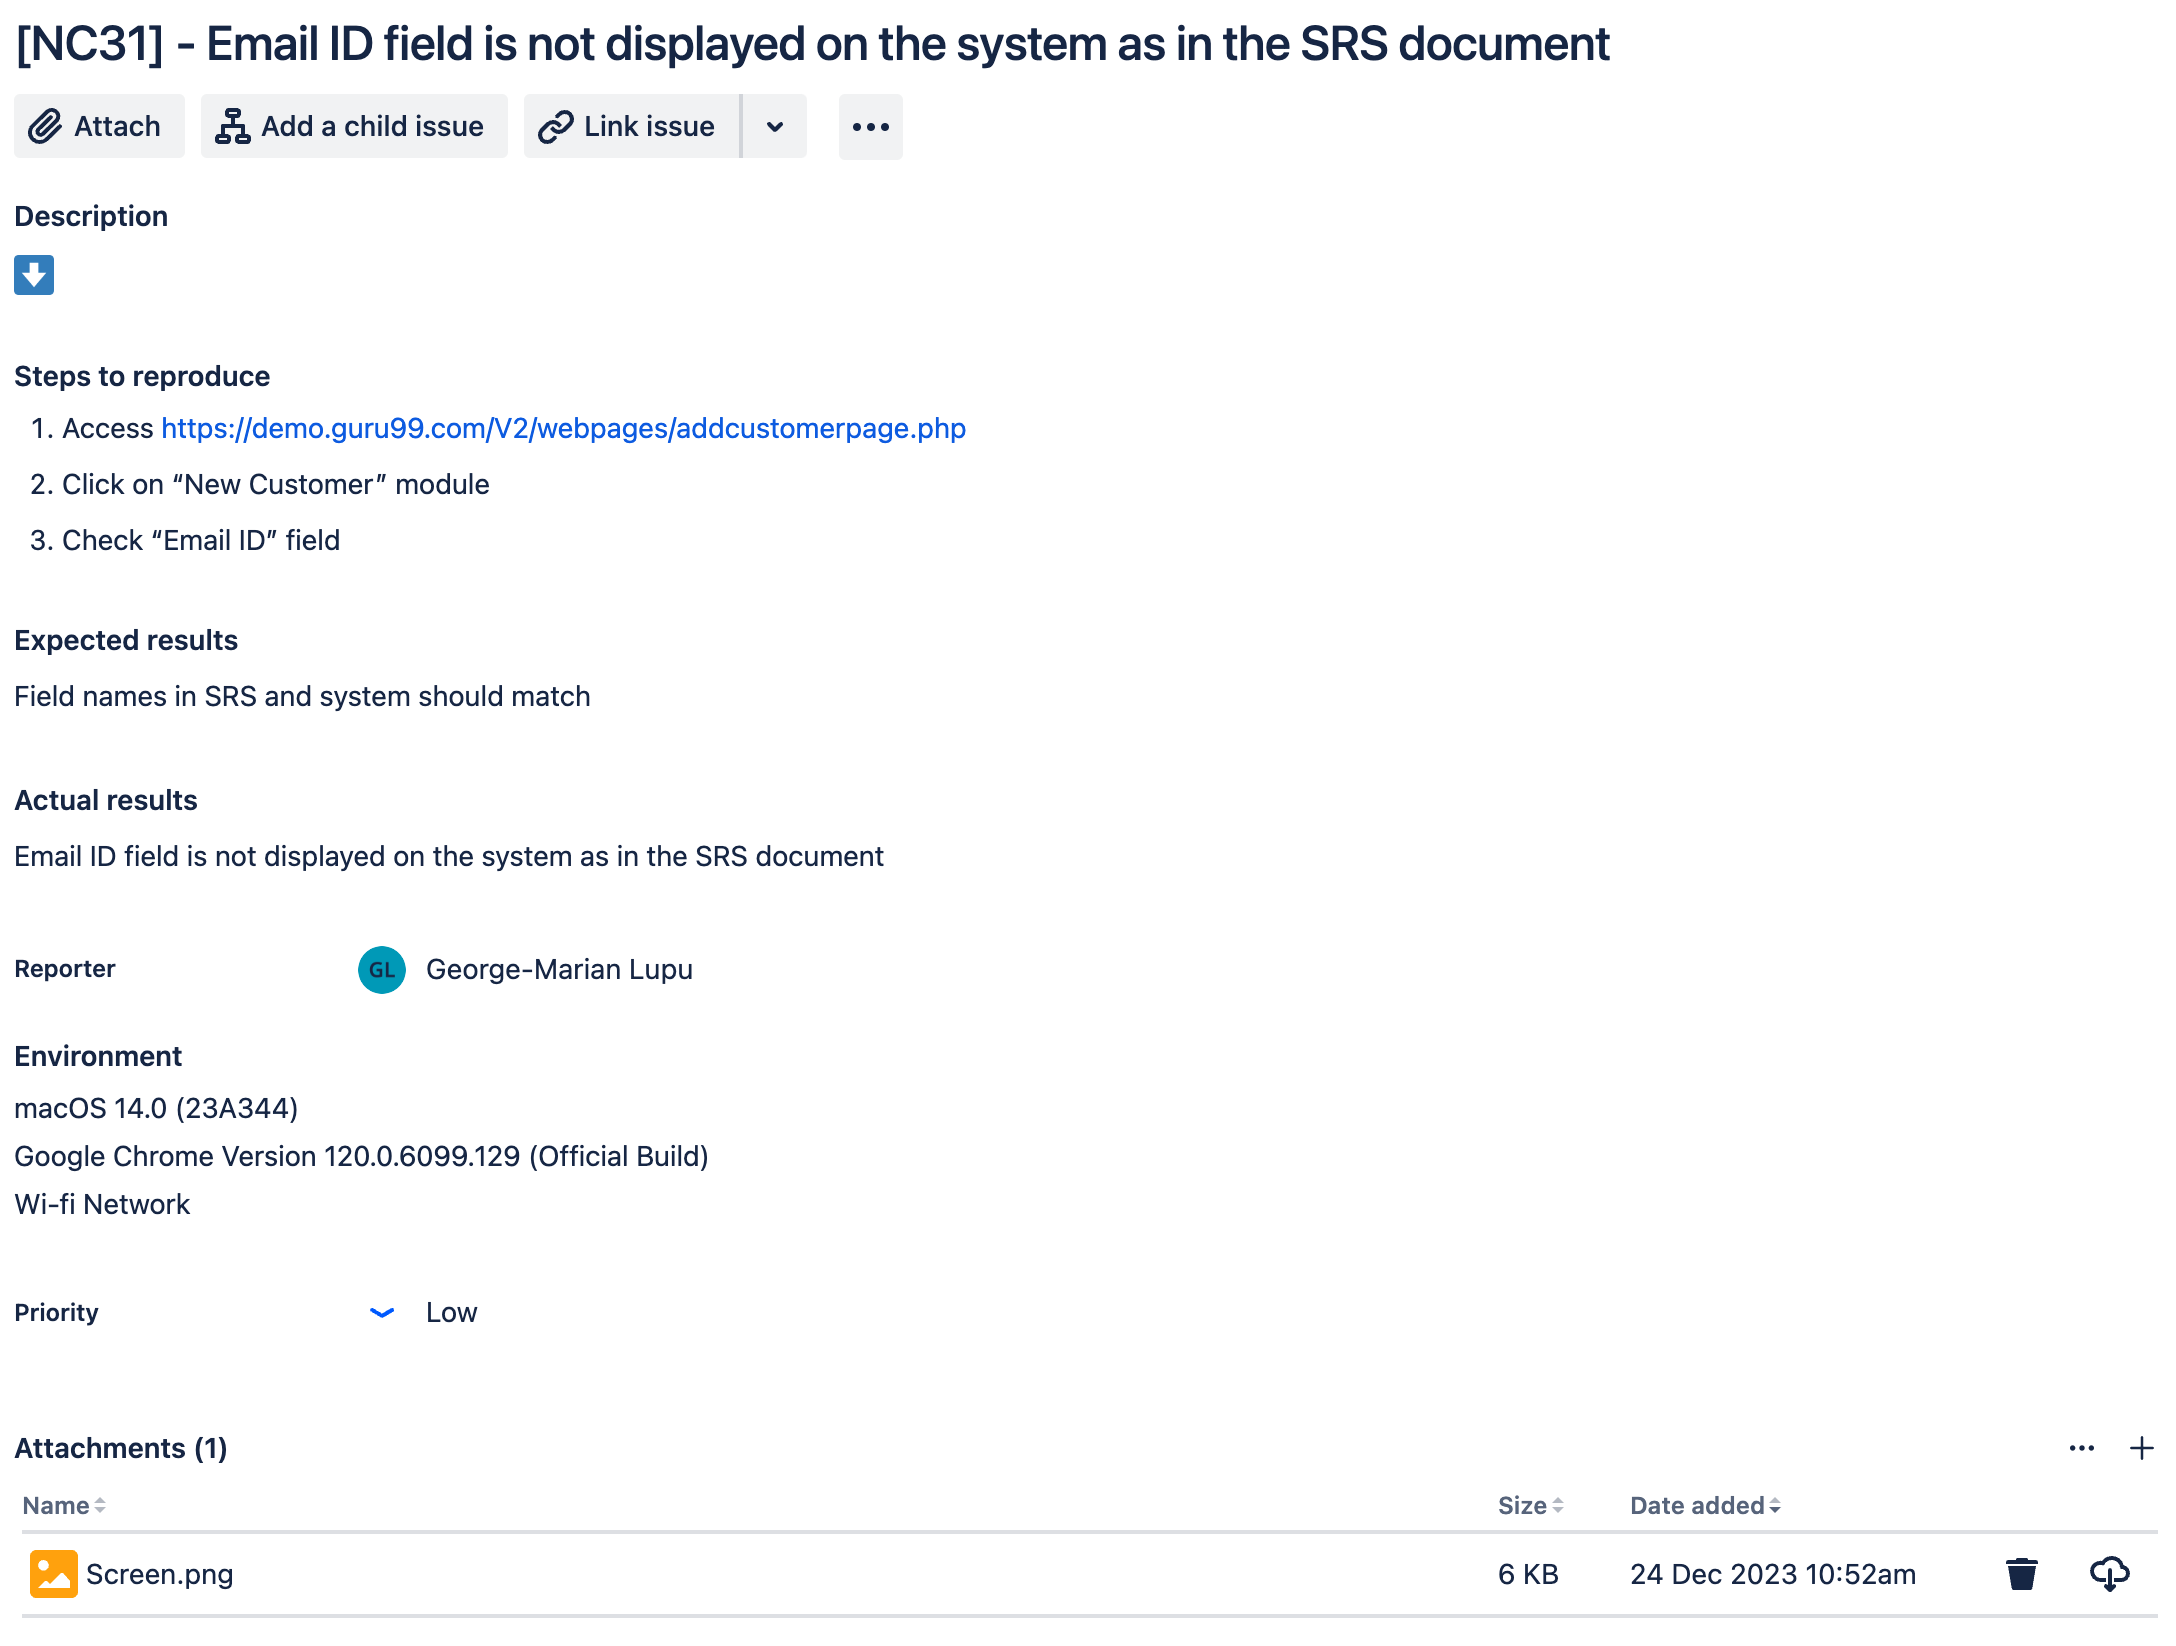 [NC31] - Email ID field is not displayed on the system as in the SRS document
Attach Add a child issue Link issue
Description
Steps to reproduce
1. Access https://demo.guru99.com/V2/webpages/addcustomerpage.php
2. Click on “New Customer” module
3. Check “Email ID” field
Expected results
Field names in SRS and system should match
Actual results
Email ID field is not displayed on the system as in the SRS document
Reporter GL George-Marian Lupu
Environment
macOS 14.0 (23A344)
Google Chrome Version 120.0.6099.129 (Official Build)
Wi-fi Network
Priority Low
Attachments (1)
Name Size Date added
Screen.png 6 KB 24 Dec 2023 10:52am